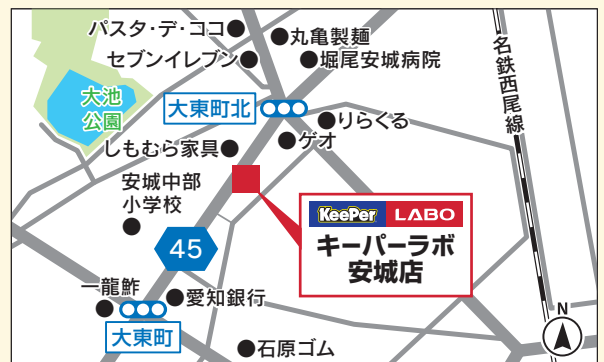 パスタ・デ・ココ
丸亀製麺
セブンイレブン
堀尾安城病院
名鉄西尾線
大池
公園
大東町北
りらくる
ゲオ
しもむら家具
安城中部
小学校
KeePer LABO
キーパーラボ
安城店
45
一龍鮓
愛知銀行
大東町
石原ゴム
N